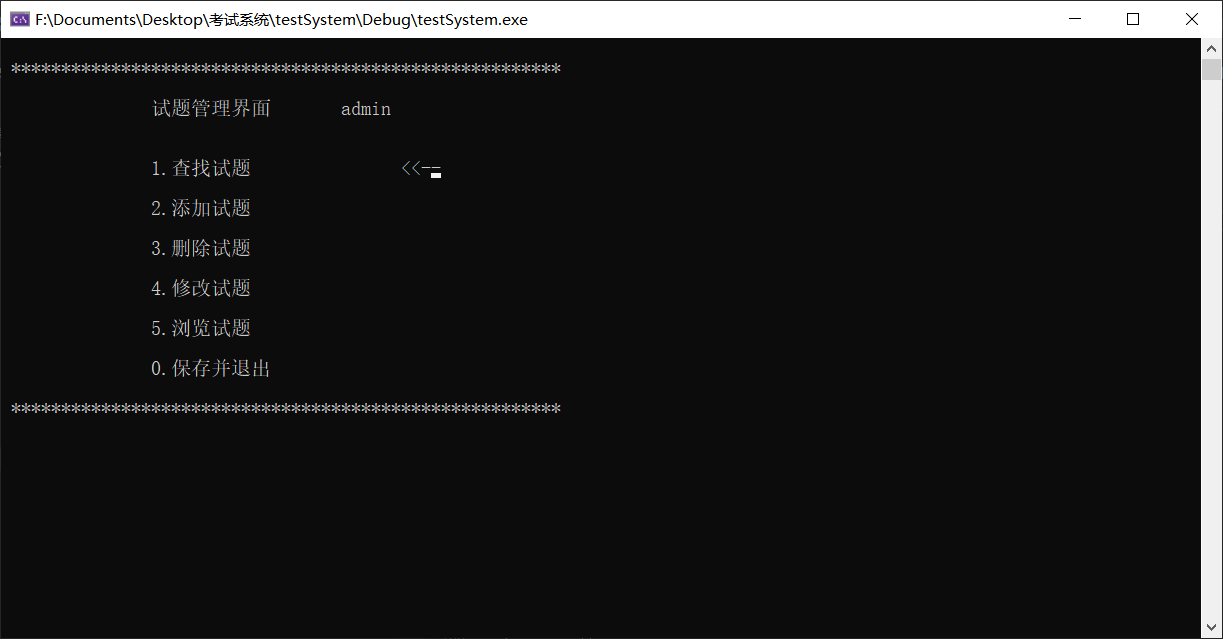 F:\Documents\Desktop\考试系统\testSystem\Debug\testSystem.exe
*******************************************************
试题管理界面 admin
1.查找试题 <<==
2.添加试题
3.删除试题
4.修改试题
5.浏览试题
0.保存并退出
*******************************************************